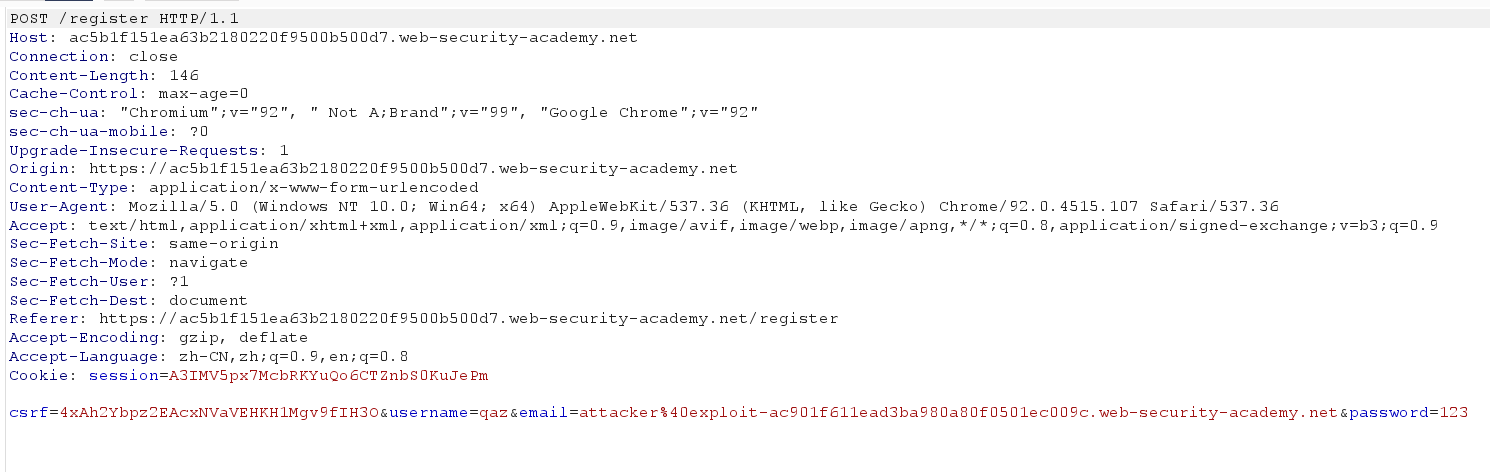 POST /register HTTP/1.1
Host: ac5b1f151ea63b2180220f9500b500d7.web-security-academy.net
Connection: close
Content-Length: 146
Cache-Control: max-age=0
sec-ch-ua: "Chromium";v="92", " Not A;Brand";v="99", "Google Chrome";v="92"
sec-ch-ua-mobile: ?0
Upgrade-Insecure-Requests: 1
Origin: https://ac5b1f151ea63b2180220f9500b500d7.web-security-academy.net
Content-Type: application/x-www-form-urlencoded
User-Agent: Mozilla/5.0 (Windows NT 10.0; Win64; x64) AppleWebKit/537.36 (KHTML, like Gecko) Chrome/92.0.4515.107 Safari/537.36
Accept: text/html,application/xhtml+xml,application/xml;q=0.9,image/avif,image/webp,image/apng,*/*;q=0.8,application/signed-exchange;v=b3;q=0.9
Sec-Fetch-Site: same-origin
Sec-Fetch-Mode: navigate
Sec-Fetch-User: ?1
Sec-Fetch-Dest: document
Referer: https://ac5b1f151ea63b2180220f9500b500d7.web-security-academy.net/register
Accept-Encoding: gzip, deflate
Accept-Language: zh-CN,zh;q=0.9,en;q=0.8
Cookie: session=A3IMV5px7McbRKYuQo6CTZnbS0KuJePm
csrf=4xAh2Ybpz2EAcxNVaVEHKH1Mgv9fIH3O&username=qaz&email=attacker%40exploit-ac901f611ead3ba980a80f0501ec009c.web-security-academy.net&password=123